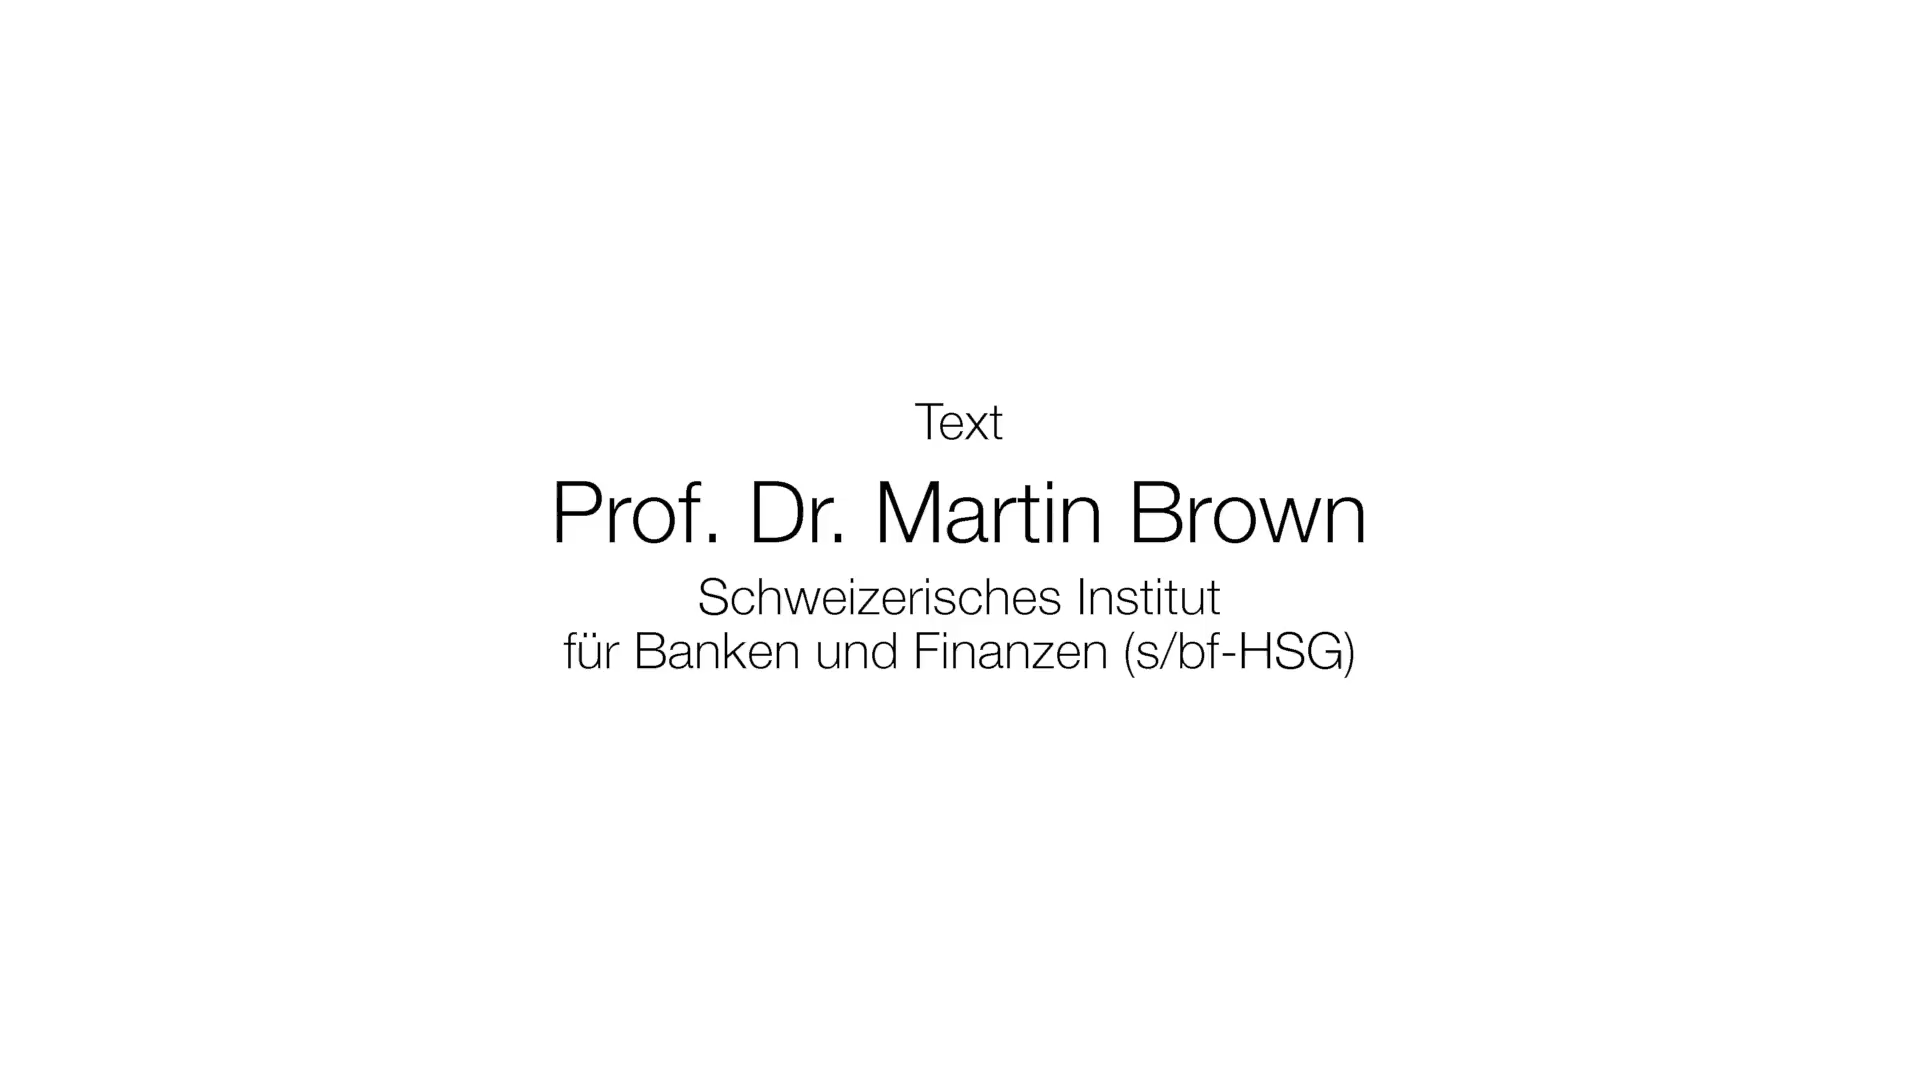 Text
Prof. Dr. Martin Brown
Schweizerisches Institut
für Banken und Finanzen (s/bf-HSG)